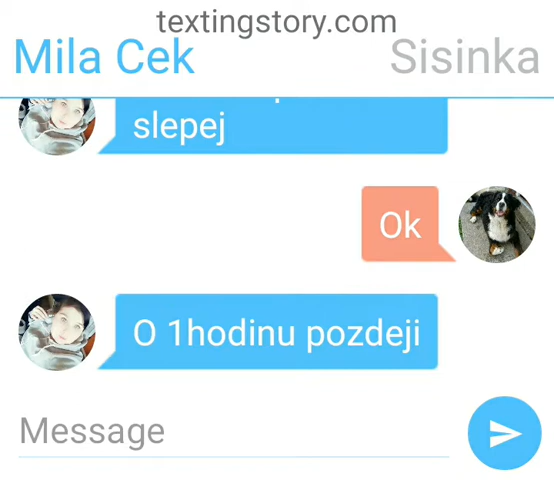 textingstory.com
Mila Cek
Sisinka
slepej
Ok
O 1hodinu pozdeji
Message